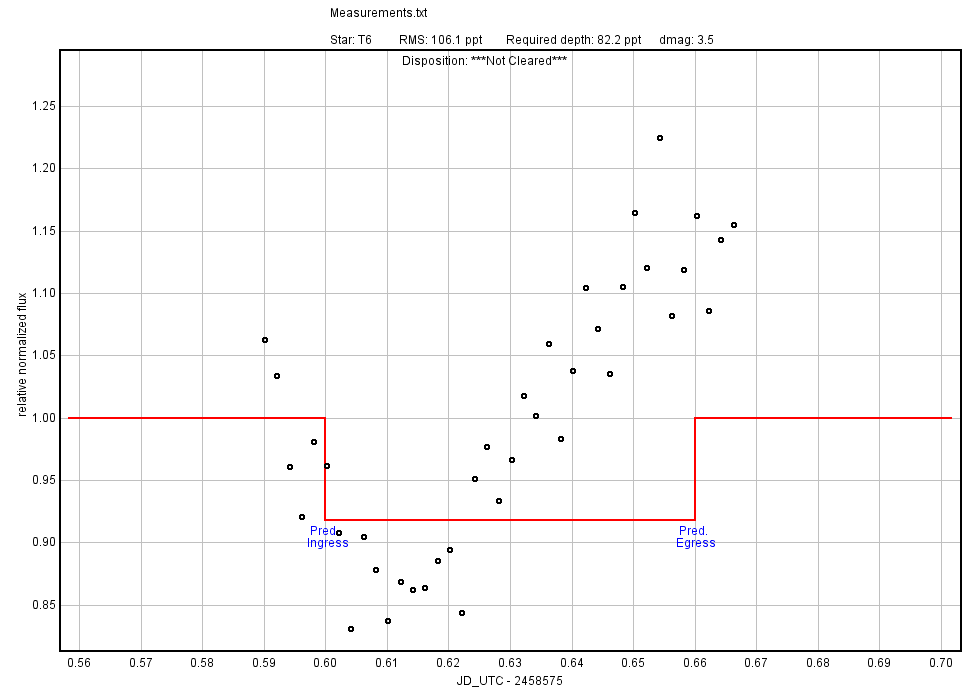 Measurements.txt
Star: T6 RMS: 106.1 ppt Required depth: 82.2 ppt dmag: 3.5
Disposition: ***Not Cleared***
1.25
1.20
1.15
1.10
1.05
1.00
0.95
0.90
0.85
relative normalized flux
Pred.
Ingress
Pred.
Egress
0.56 0.57 0.58 0.59 0.60 0.61 0.62 0.63 0.64 0.65 0.66 0.67 0.68 0.69 0.70
JD_UTC - 2458575